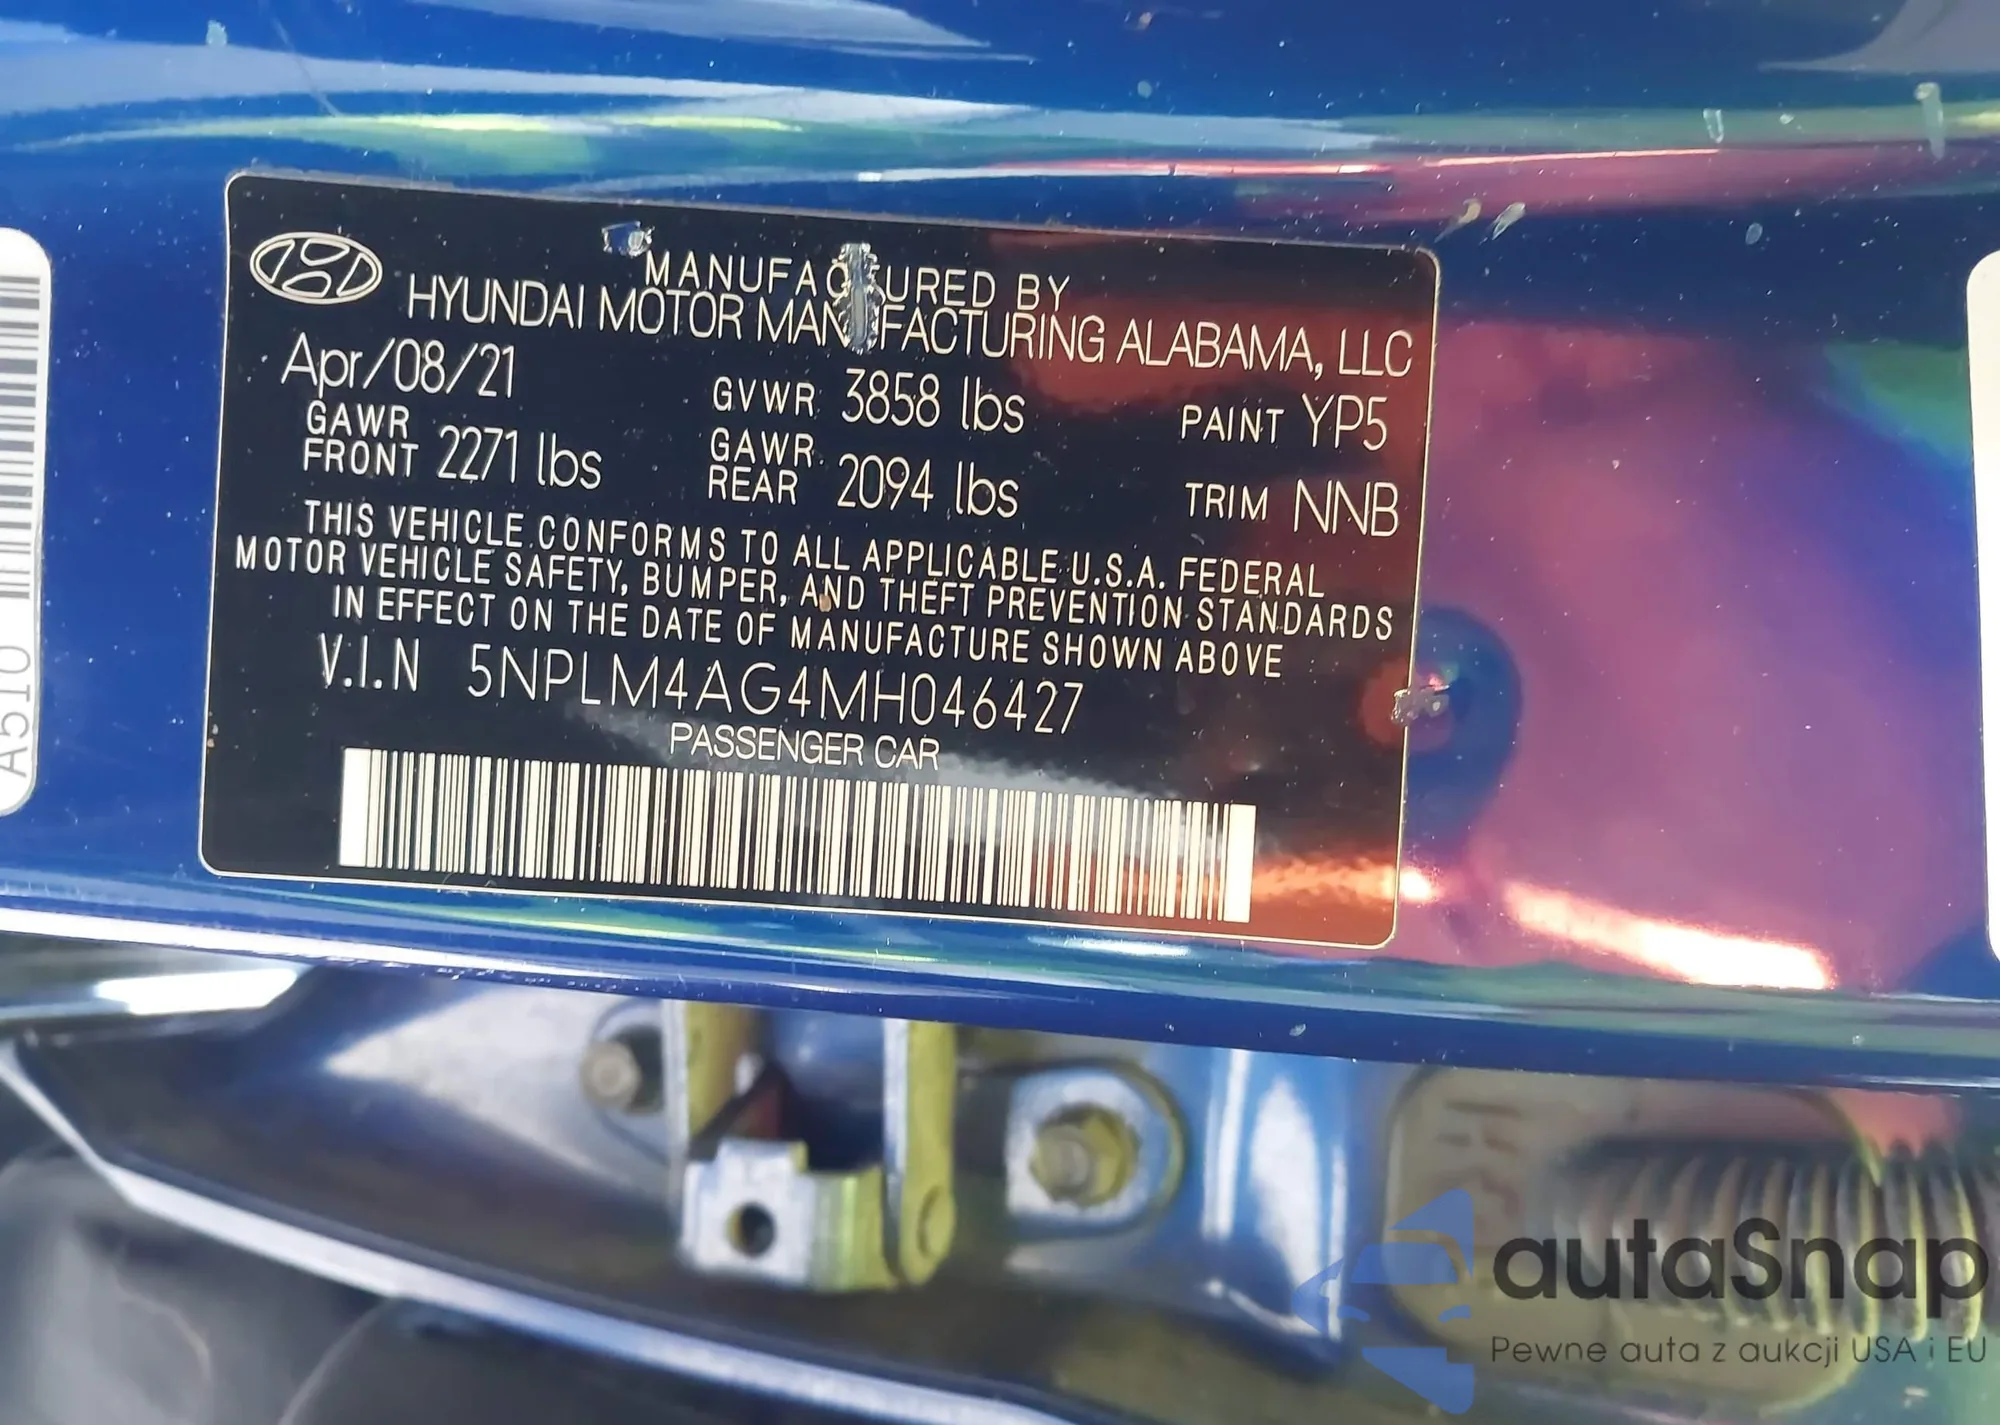 MANUFACTURED BY
HYUNDAI MOTOR MANUFACTURING ALABAMA, LLC
Apr/08/21 GVWR 3858 lbs PAINT YP5
GAWR FRONT 2271 lbs GAWR REAR 2094 lbs TRIM NNB
THIS VEHICLE CONFORMS TO ALL APPLICABLE U.S.A. FEDERAL
MOTOR VEHICLE SAFETY, BUMPER, AND THEFT PREVENTION STANDARDS
IN EFFECT ON THE DATE OF MANUFACTURE SHOWN ABOVE
V.I.N 5NPLM4AG4MH046427
PASSENGER CAR
A510
autaSnap
Pewne auta z aukcji USA i EU